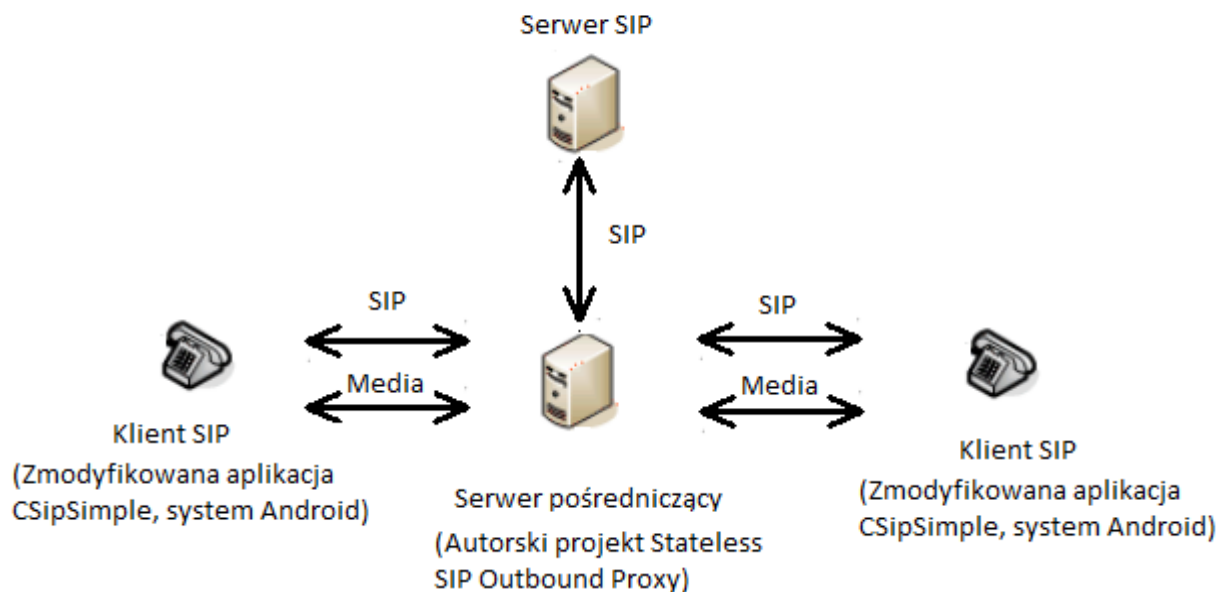 Serwer SIP
SIP
SIP
SIP
Media
Media
Klient SIP
(Zmodyfikowana aplikacja
CSipSimple, system Android)
Serwer pośredniczący
(Autorski projekt Stateless
SIP Outbound Proxy)
Klient SIP
(Zmodyfikowana aplikacja
CSipSimple, system Android)